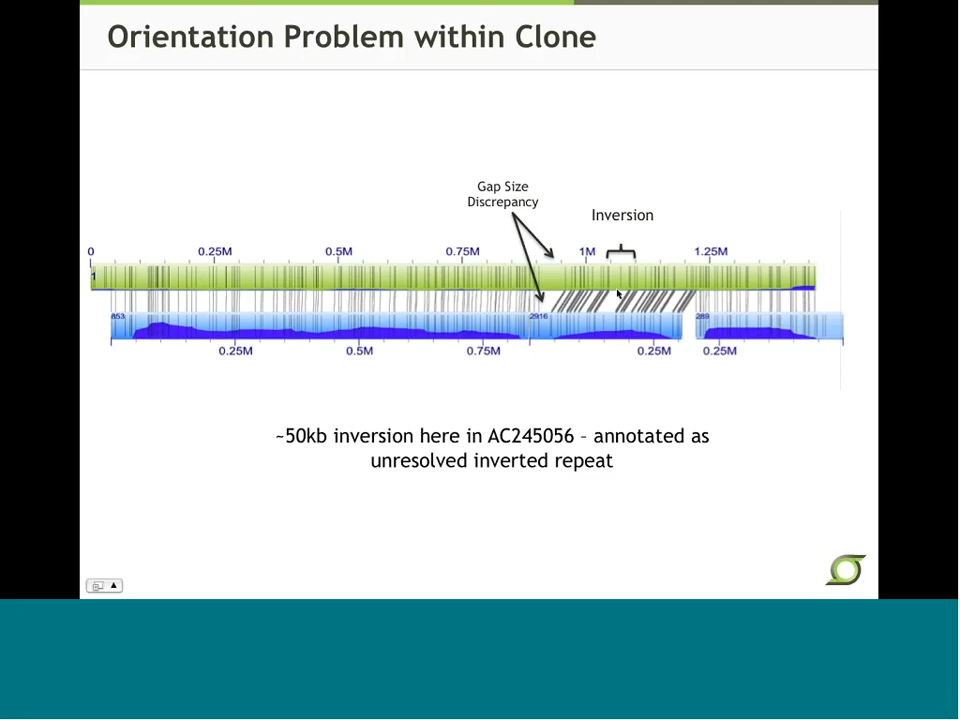 Orientation Problem within Clone
Gap Size
Discrepancy
Inversion
0 0.25M 0.5M 0.75M 1M 1.25M
1
853 2916 289
0.25M 0.5M 0.75M 0.25M 0.25M
~50kb inversion here in AC245056 – annotated as
unresolved inverted repeat